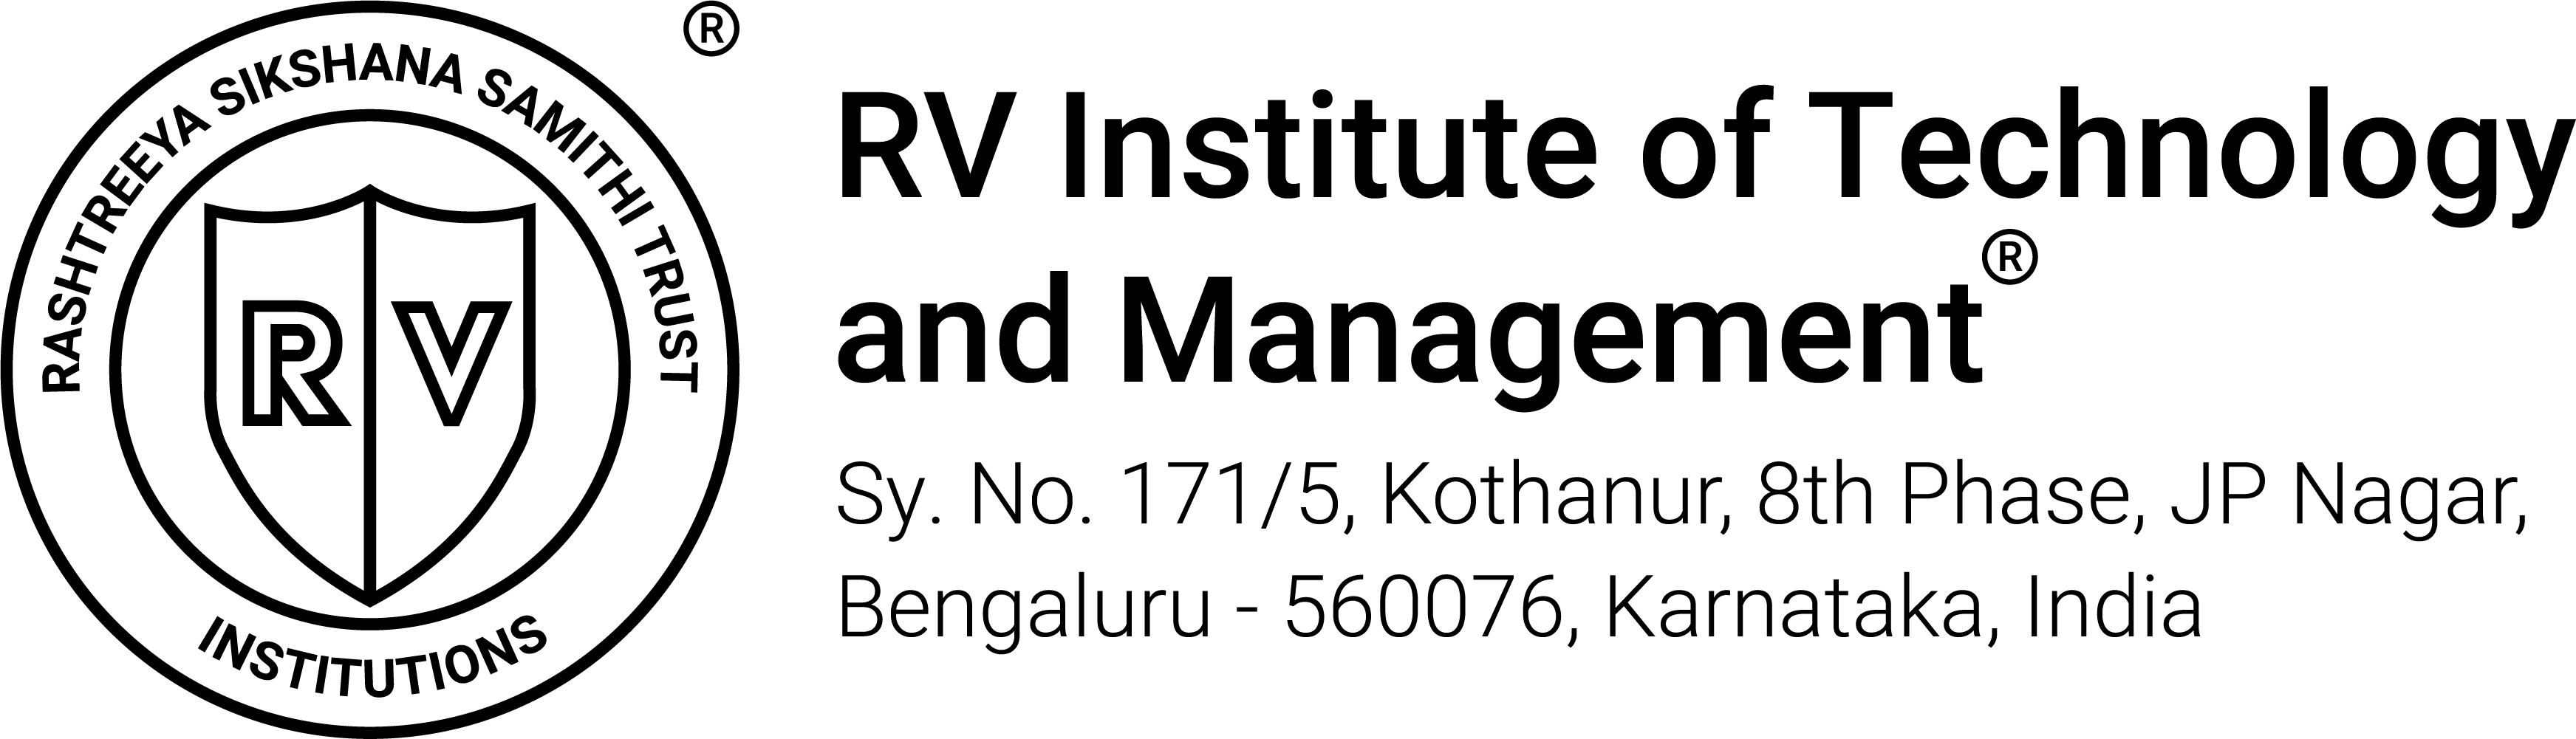 RASHTREEYA SIKSHANA SAMITHI TRUST
®
R V
INSTITUTIONS
RV Institute of Technology
and Management®
Sy. No. 171/5, Kothanur, 8th Phase, JP Nagar,
Bengaluru - 560076, Karnataka, India